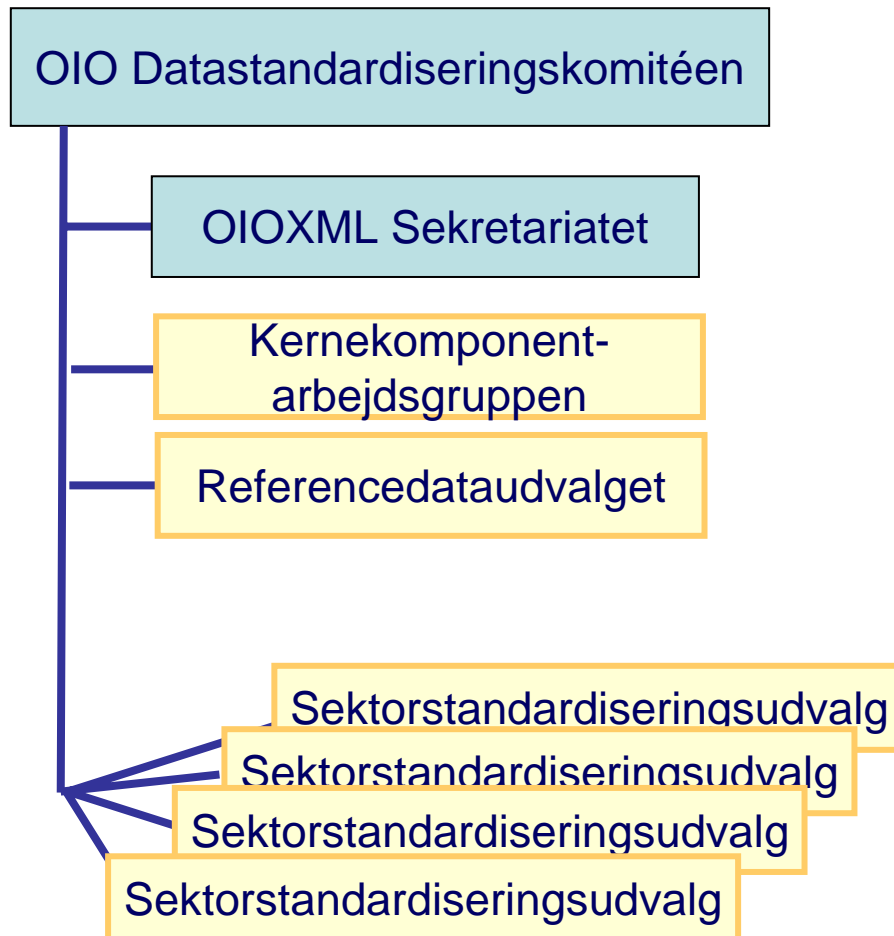 OIO Datastandardiseringskomitéen
OIOXML Sekretariatet
Kernekomponent-
arbejdsgruppen
Referencedataudvalget
Sektorstandardiseringsudvalg
Sektorstandardiseringsudvalg
Sektorstandardiseringsudvalg
Sektorstandardiseringsudvalg